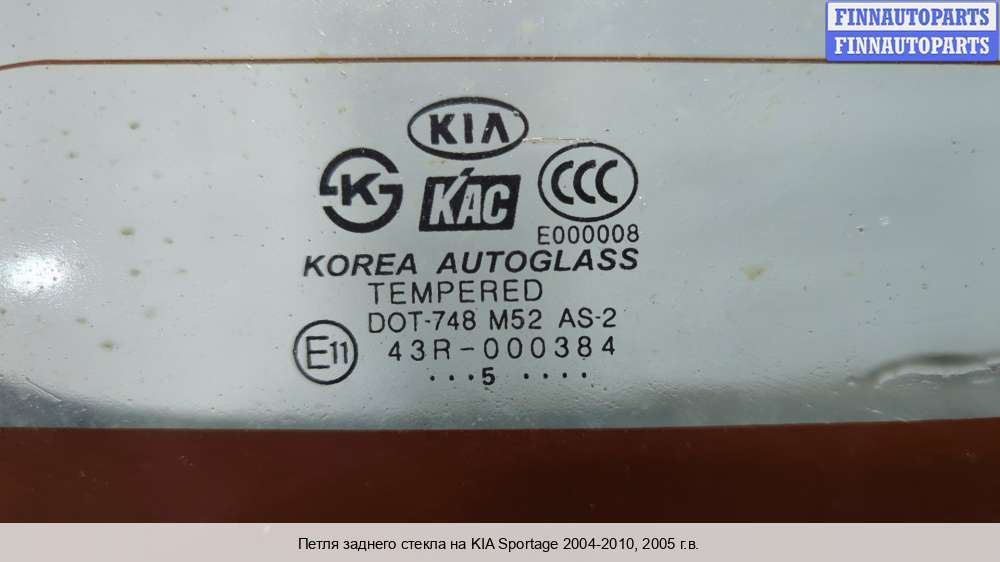 FINNAUTOPARTS
FINNAUTOPARTS
KIA
K
KAC
CCC
E000008
KOREA AUTOGLASS
TEMPERED
DOT-748 M52 AS-2
E11 43R-000384
...5 ....
Петля заднего стекла на KIA Sportage 2004-2010, 2005 г.в.